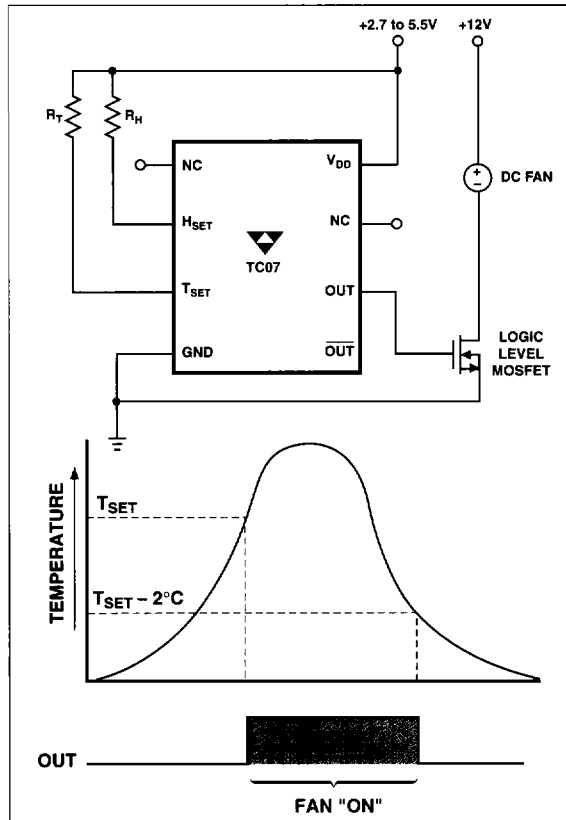 +2.7 to 5.5V
+12V
R_T
R_H
NC
V_DD
DC FAN
H_SET
NC
TC07
T_SET
OUT
LOGIC
LEVEL
MOSFET
GND
O̅U̅T̅
TEMPERATURE
T_SET
T_SET – 2°C
OUT
FAN "ON"